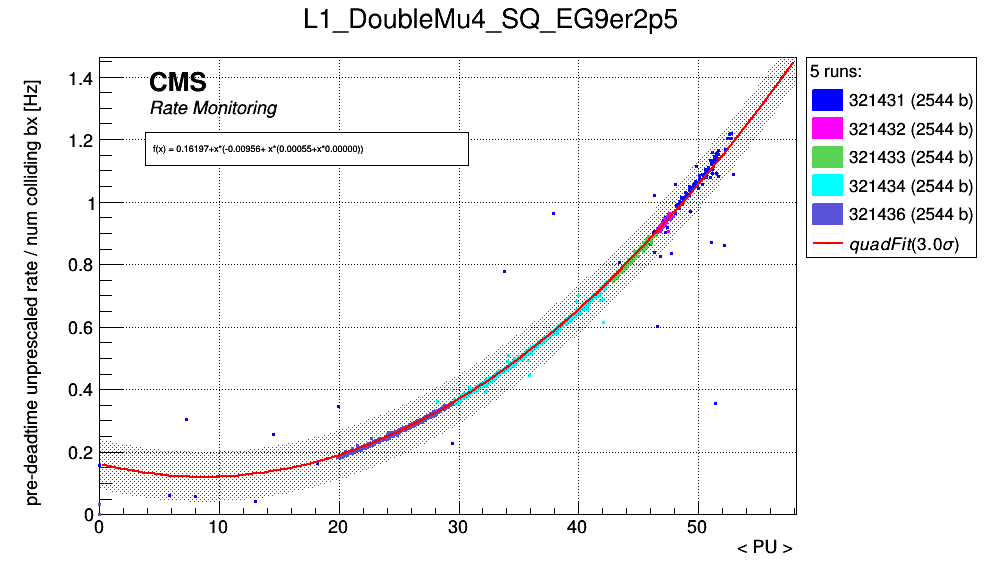 L1_DoubleMu4_SQ_EG9er2p5
pre-deadtime unprescaled rate / num colliding bx [Hz]
1.4
1.2
1
0.8
0.6
0.4
0.2
0
CMS
Rate Monitoring
f(x) = 0.16197+x*(-0.00956+ x*(0.00055+x*0.00000))
0 10 20 30 40 50
< PU >
5 runs:
321431 (2544 b)
321432 (2544 b)
321433 (2544 b)
321434 (2544 b)
321436 (2544 b)
quadFit(3.0σ)